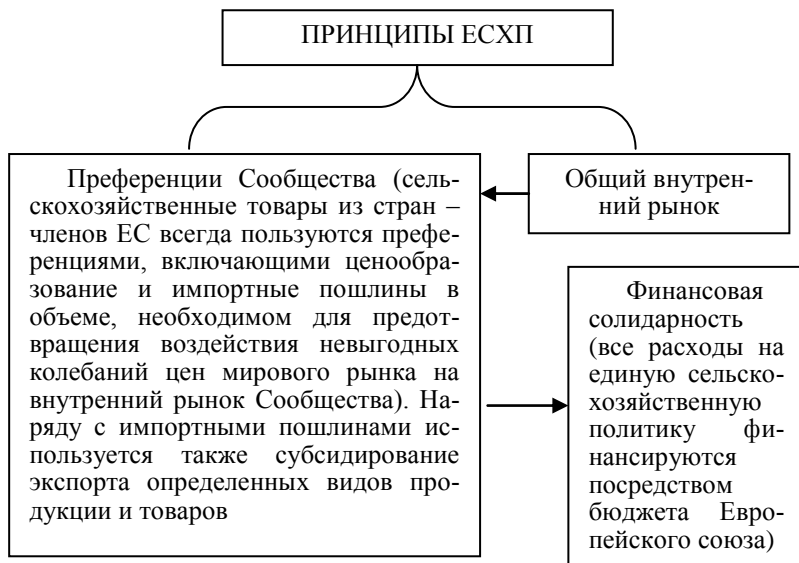 ПРИНЦИПЫ ЕСХП
Преференции Сообщества (сель-
скохозяйственные товары из стран –
членов ЕС всегда пользуются префе-
ренциями, включающими ценообра-
зование и импортные пошлины в
объеме, необходимом для предот-
вращения воздействия невыгодных
колебаний цен мирового рынка на
внутренний рынок Сообщества). На-
ряду с импортными пошлинами ис-
пользуется также субсидирование
экспорта определенных видов про-
дукции и товаров
Общий внутрен-
ний рынок
Финансовая
солидарность
(все расходы на
единую сельско-
хозяйственную
политику фи-
нансируются
посредством
бюджета Евро-
пейского союза)